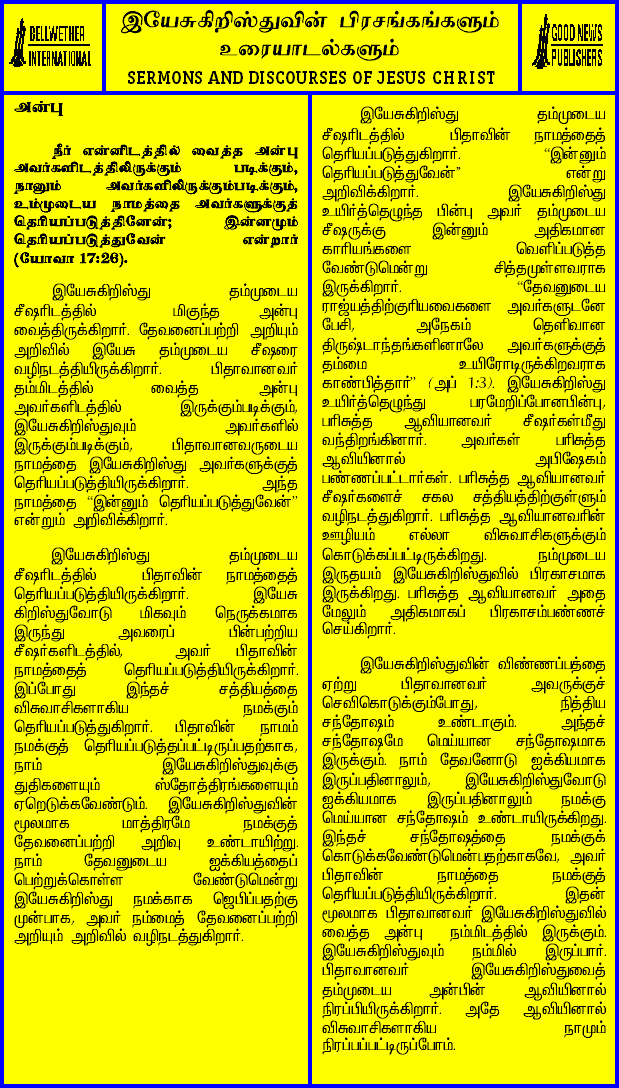 BELLWETHER
INTERNATIONAL
இயேசுகிறிஸ்துவின் பிரசங்கங்களும்
உரையாடல்களும்
SERMONS AND DISCOURSES OF JESUS CHRIST
GOOD NEWS
PUBLISHERS
அன்பு
நீர் என்னிடத்தில் வைத்த அன்பு
அவர்களிடத்திலிருக்கும் படிக்கும்,
நானும் அவர்களிலிருக்கும்படிக்கும்,
உம்முடைய நாமத்தை அவர்களுக்குத்
தெரியப்படுத்தினேன்; இன்னமும்
தெரியப்படுத்துவேன் என்றார்
(யோவா 17:26).
இயேசுகிறிஸ்து தம்முடைய
சீஷரிடத்தில் மிகுந்த அன்பு
வைத்திருக்கிறார். தேவனைப்பற்றி அறியும்
அறிவில் இயேசு தம்முடைய சீஷரை
வழிநடத்தியிருக்கிறார். பிதாவானவர்
தம்மிடத்தில் வைத்த அன்பு
அவர்களிடத்தில் இருக்கும்படிக்கும்,
இயேசுகிறிஸ்துவும் அவர்களில்
இருக்கும்படிக்கும், பிதாவானவருடைய
நாமத்தை இயேசுகிறிஸ்து அவர்களுக்குத்
தெரியப்படுத்தியிருக்கிறார். அந்த
நாமத்தை “இன்னும் தெரியப்படுத்துவேன்”
என்றும் அறிவிக்கிறார்.
இயேசுகிறிஸ்து தம்முடைய
சீஷரிடத்தில் பிதாவின் நாமத்தைத்
தெரியப்படுத்தியிருக்கிறார். இயேசு
கிறிஸ்துவோடு மிகவும் நெருக்கமாக
இருந்து அவரைப் பின்பற்றிய
சீஷர்களிடத்தில், அவர் பிதாவின்
நாமத்தைத் தெரியப்படுத்தியிருக்கிறார்.
இப்போது இந்தச் சத்தியத்தை
விசுவாசிகளாகிய நமக்கும்
தெரியப்படுத்துகிறார். பிதாவின் நாமம்
நமக்குத் தெரியப்படுத்தப்பட்டிருப்பதற்காக,
நாம் இயேசுகிறிஸ்துவுக்கு
துதிகளையும் ஸ்தோத்திரங்களையும்
ஏறெடுக்கவேண்டும். இயேசுகிறிஸ்துவின்
மூலமாக மாத்திரமே நமக்குத்
தேவனைப்பற்றி அறிவு உண்டாயிற்று.
நாம் தேவனுடைய ஐக்கியத்தைப்
பெற்றுக்கொள்ள வேண்டுமென்று
இயேசுகிறிஸ்து நமக்காக ஜெபிப்பதற்கு
முன்பாக, அவர் நம்மைத் தேவனைப்பற்றி
அறியும் அறிவில் வழிநடத்துகிறார்.
இயேசுகிறிஸ்து தம்முடைய
சீஷரிடத்தில் பிதாவின் நாமத்தைத்
தெரியப்படுத்துகிறார். “இன்னும்
தெரியப்படுத்துவேன்” என்று
அறிவிக்கிறார். இயேசுகிறிஸ்து
உயிர்த்தெழுந்த பின்பு அவர் தம்முடைய
சீஷருக்கு இன்னும் அதிகமான
காரியங்களை வெளிப்படுத்த
வேண்டுமென்று சித்தமுள்ளவராக
இருக்கிறார். “தேவனுடைய
ராஜ்யத்திற்குரியவைகளை அவர்களுடனே
பேசி, அநேகம் தெளிவான
திருஷ்டாந்தங்களினாலே அவர்களுக்குத்
தம்மை உயிரோடிருக்கிறவராக
காண்பித்தார்” (அப் 1:3). இயேசுகிறிஸ்து
உயிர்த்தெழுந்து பரமேறிப்போனபின்பு,
பரிசுத்த ஆவியானவர் சீஷர்கள்மீது
வந்திறங்கினார். அவர்கள் பரிசுத்த
ஆவியினால் அபிஷேகம்
பண்ணப்பட்டார்கள். பரிசுத்த ஆவியானவர்
சீஷர்களைச் சகல சத்தியத்திற்குள்ளும்
வழிநடத்துகிறார். பரிசுத்த ஆவியானவரின்
ஊழியம் எல்லா விசுவாசிகளுக்கும்
கொடுக்கப்பட்டிருக்கிறது. நம்முடைய
இருதயம் இயேசுகிறிஸ்துவில் பிரகாசமாக
இருக்கிறது. பரிசுத்த ஆவியானவர் அதை
மேலும் அதிகமாகப் பிரகாசம்பண்ணச்
செய்கிறார்.
இயேசுகிறிஸ்துவின் விண்ணப்பத்தை
ஏற்று பிதாவானவர் அவருக்குச்
செவிகொடுக்கும்போது, நித்திய
சந்தோஷம் உண்டாகும். அந்தச்
சந்தோஷமே மெய்யான சந்தோஷமாக
இருக்கும். நாம் தேவனோடு ஐக்கியமாக
இருப்பதினாலும், இயேசுகிறிஸ்துவோடு
ஐக்கியமாக இருப்பதினாலும் நமக்கு
மெய்யான சந்தோஷம் உண்டாயிருக்கிறது.
இந்தச் சந்தோஷத்தை நமக்குக்
கொடுக்கவேண்டுமென்பதற்காகவே, அவர்
பிதாவின் நாமத்தை நமக்குத்
தெரியப்படுத்தியிருக்கிறார். இதன்
மூலமாக பிதாவானவர் இயேசுகிறிஸ்துவில்
வைத்த அன்பு நம்மிடத்தில் இருக்கும்.
இயேசுகிறிஸ்துவும் நம்மில் இருப்பார்.
பிதாவானவர் இயேசுகிறிஸ்துவைத்
தம்முடைய அன்பின் ஆவியினால்
நிரப்பியிருக்கிறார். அதே ஆவியினால்
விசுவாசிகளாகிய நாமும்
நிரப்பப்பட்டிருப்போம்.